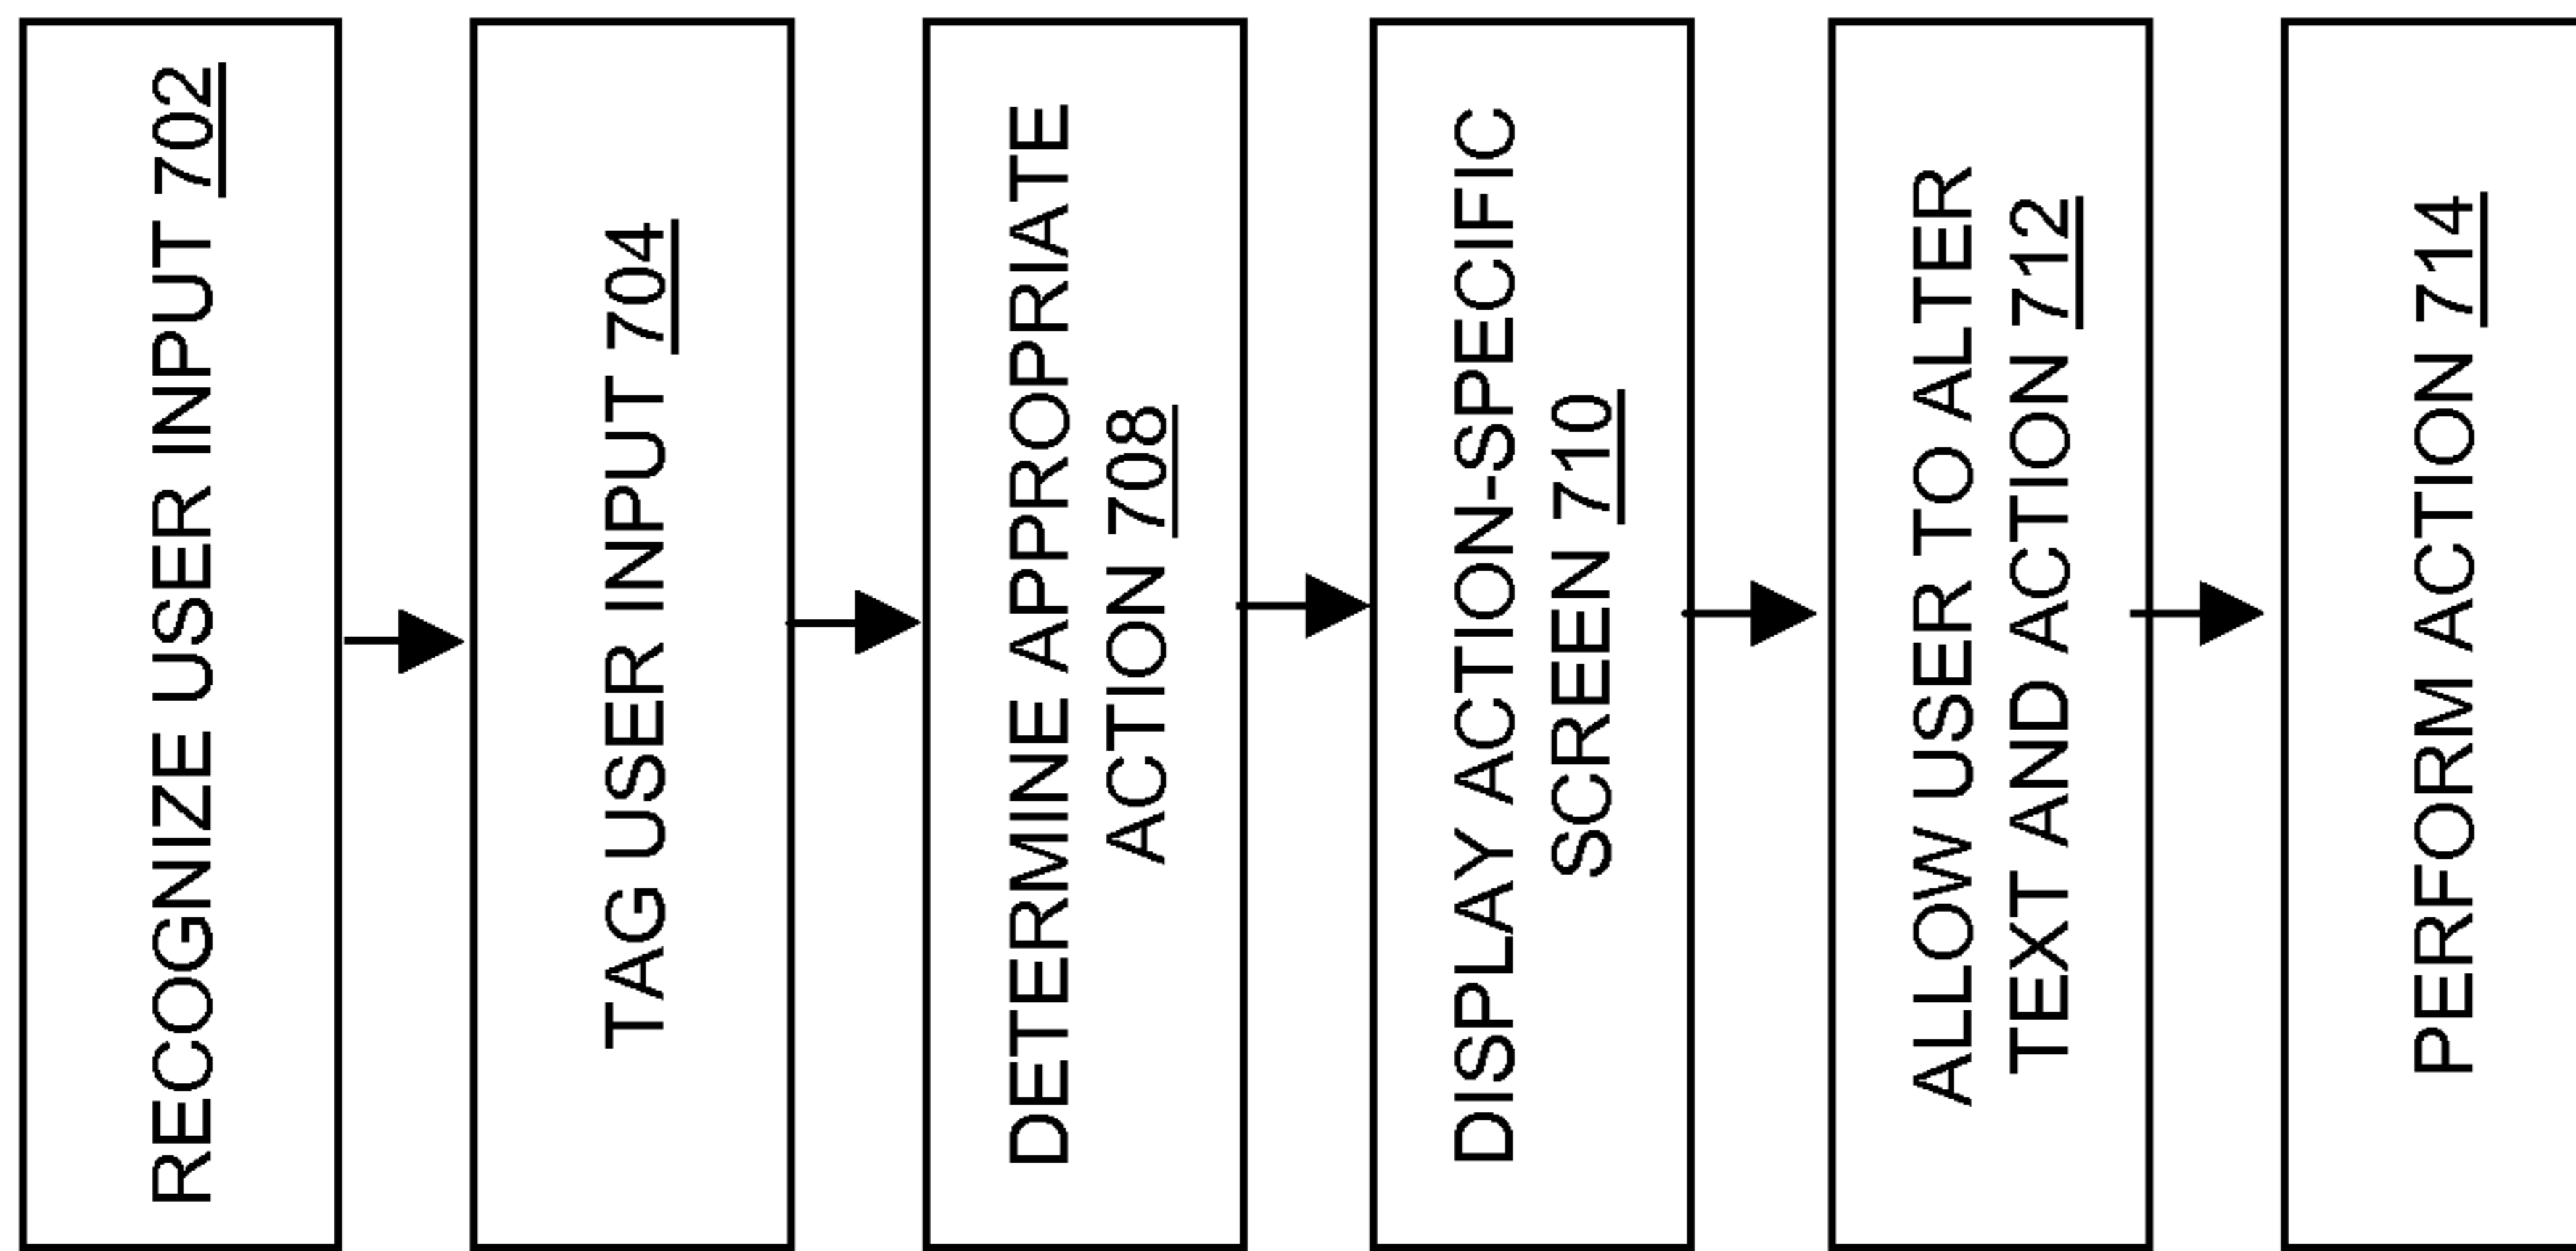 RECOGNIZE USER INPUT 702
TAG USER INPUT 704
DETERMINE APPROPRIATE
ACTION 708
DISPLAY ACTION-SPECIFIC
SCREEN 710
ALLOW USER TO ALTER
TEXT AND ACTION 712
PERFORM ACTION 714